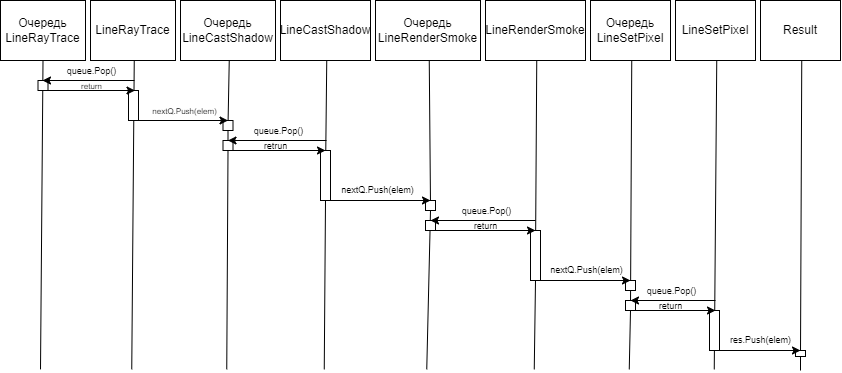 Очередь
LineRayTrace
LineRayTrace
Очередь
LineCastShadow
LineCastShadow
Очередь
LineRenderSmoke
LineRenderSmoke
Очередь
LineSetPixel
LineSetPixel
Result
queue.Pop()
return
nextQ.Push(elem)
queue.Pop()
retrun
nextQ.Push(elem)
queue.Pop()
return
nextQ.Push(elem)
queue.Pop()
return
res.Push(elem)